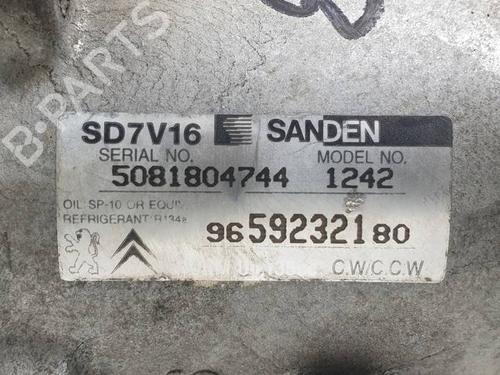 B-PARTS
SD7V16 SANDEN
SERIAL NO. MODEL NO.
5081804744 1242
OIL: SP-10 OR EQUIV.
REFRIGERANT: R134a
9659232180
C.W/C.C.W